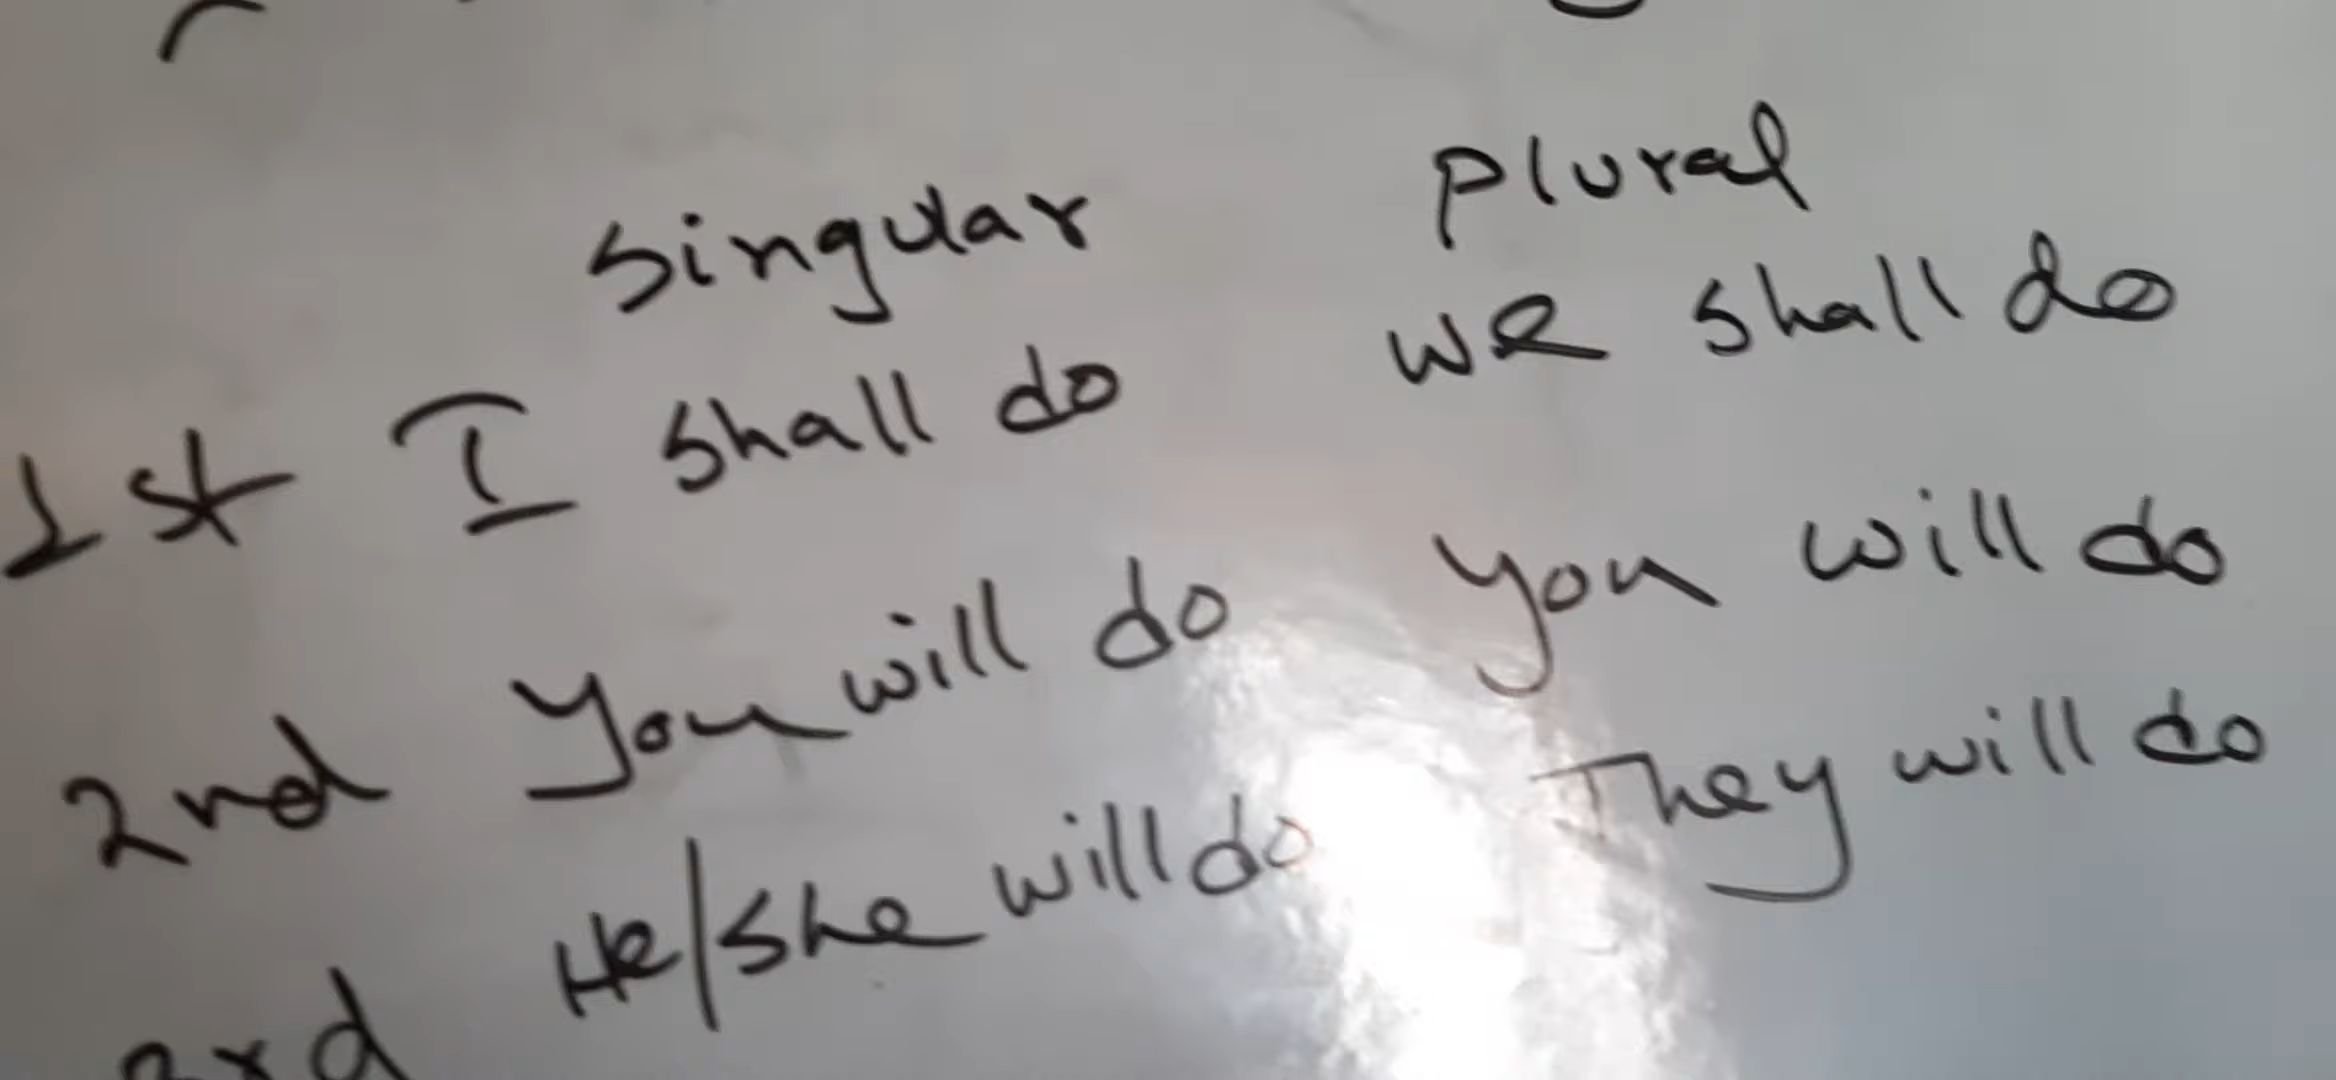 Singular Plural
1st I shall do We shall do
2nd You will do You will do
3rd He/She will do They will do